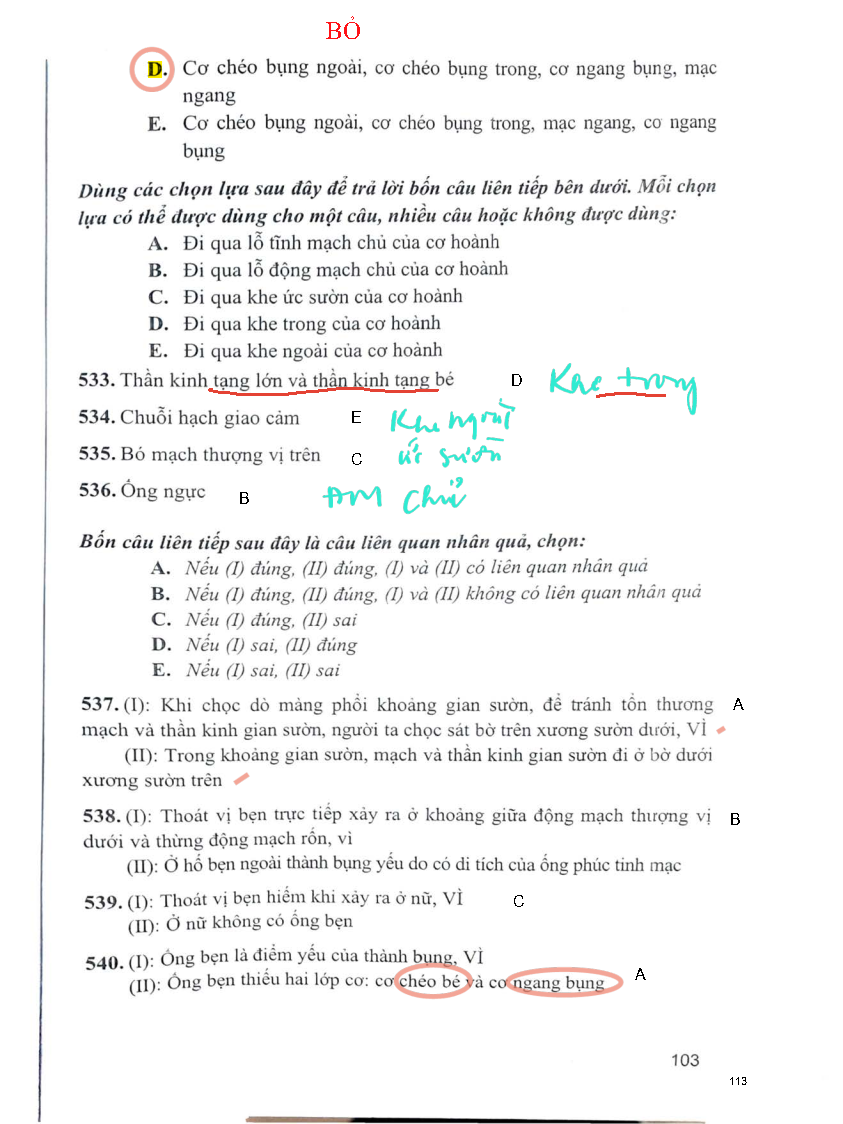 BỎ
D. Cơ chéo bụng ngoài, cơ chéo bụng trong, cơ ngang bụng, mạc
ngang
E. Cơ chéo bụng ngoài, cơ chéo bụng trong, mạc ngang, cơ ngang
bụng
Dùng các chọn lựa sau đây để trả lời bốn câu liên tiếp bên dưới. Mỗi chọn
lựa có thể được dùng cho một câu, nhiều câu hoặc không được dùng:
A. Đi qua lỗ tĩnh mạch chủ của cơ hoành
B. Đi qua lỗ động mạch chủ của cơ hoành
C. Đi qua khe ức sườn của cơ hoành
D. Đi qua khe trong của cơ hoành
E. Đi qua khe ngoài của cơ hoành
533. Thần kinh tạng lớn và thần kinh tạng bé D Khe trong
534. Chuỗi hạch giao cảm E Khe ngoài
535. Bó mạch thượng vị trên C ức sườn
536. Ống ngực B ĐM chủ
Bốn câu liên tiếp sau đây là câu liên quan nhân quả, chọn:
A. Nếu (I) đúng, (II) đúng, (I) và (II) có liên quan nhân quả
B. Nếu (I) đúng, (II) đúng, (I) và (II) không có liên quan nhân quả
C. Nếu (I) đúng, (II) sai
D. Nếu (I) sai, (II) đúng
E. Nếu (I) sai, (II) sai
537. (I): Khi chọc dò màng phổi khoảng gian sườn, để tránh tổn thương A
mạch và thần kinh gian sườn, người ta chọc sát bờ trên xương sườn dưới, VÌ
(II): Trong khoảng gian sườn, mạch và thần kinh gian sườn đi ở bờ dưới
xương sườn trên
538. (I): Thoát vị bẹn trực tiếp xảy ra ở khoảng giữa động mạch thượng vị B
dưới và thừng động mạch rốn, vì
(II): Ở hố bẹn ngoài thành bụng yếu do có di tích của ống phúc tinh mạc
539. (I): Thoát vị bẹn hiếm khi xảy ra ở nữ, VÌ C
(II): Ở nữ không có ống bẹn
540. (I): Ống bẹn là điểm yếu của thành bụng, VÌ
(II): Ống bẹn thiếu hai lớp cơ: cơ chéo bé và cơ ngang bụng A
103
113